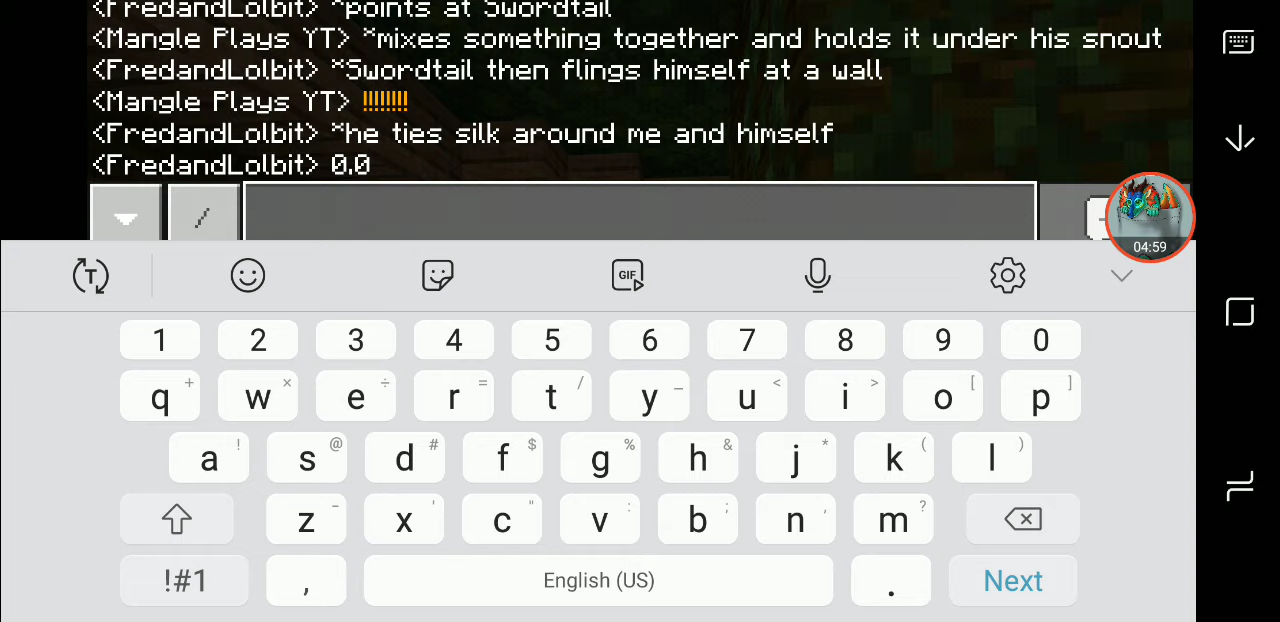 <FredandLolbit> *points at Swordtail
<Mangle Plays YT> *mixes something together and holds it under his snout
<FredandLolbit> *Swordtail then flings himself at a wall
<Mangle Plays YT> !!!!!!!!
<FredandLolbit> *he ties silk around me and himself
<FredandLolbit> 0.0
/
04:59
T
GIF
1 2 3 4 5 6 7 8 9 0
q + w × e ÷ r = t / y _ u < i > o [ p ]
a ! s @ d # f $ g % h & j * k ( l )
z - x ' c " v : b ; n , m ?
!#1 , English (US) . Next